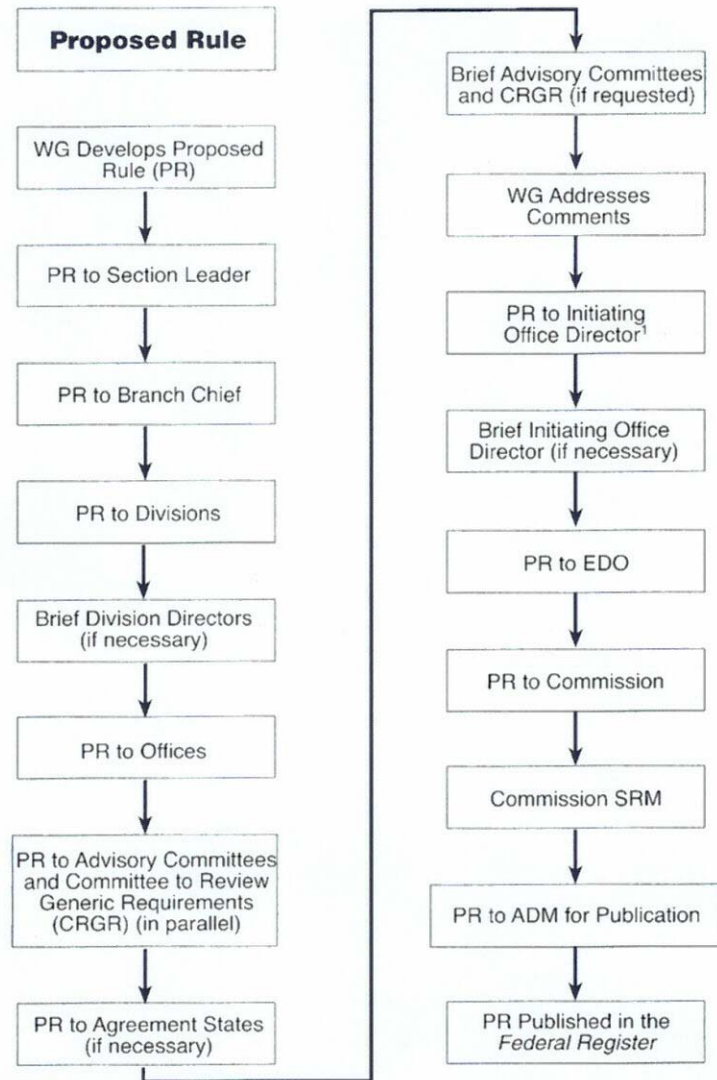 Proposed Rule
WG Develops Proposed
Rule (PR)
PR to Section Leader
PR to Branch Chief
PR to Divisions
Brief Division Directors
(if necessary)
PR to Offices
PR to Advisory Committees
and Committee to Review
Generic Requirements
(CRGR) (in parallel)
PR to Agreement States
(if necessary)
Brief Advisory Committees
and CRGR (if requested)
WG Addresses
Comments
PR to Initiating
Office Director¹
Brief Initiating Office
Director (if necessary)
PR to EDO
PR to Commission
Commission SRM
PR to ADM for Publication
PR Published in the
Federal Register